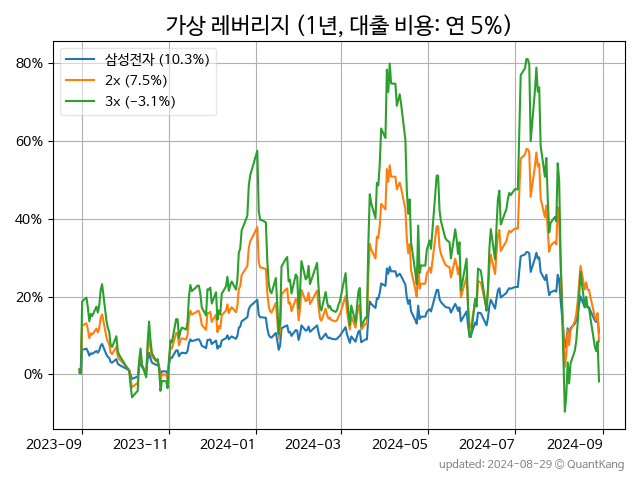 가상 레버리지 (1년, 대출 비용: 연 5%)
삼성전자 (10.3%)
2x (7.5%)
3x (−3.1%)
80%
60%
40%
20%
0%
2023-09 2023-11 2024-01 2024-03 2024-05 2024-07 2024-09
updated: 2024-08-29 © QuantKang